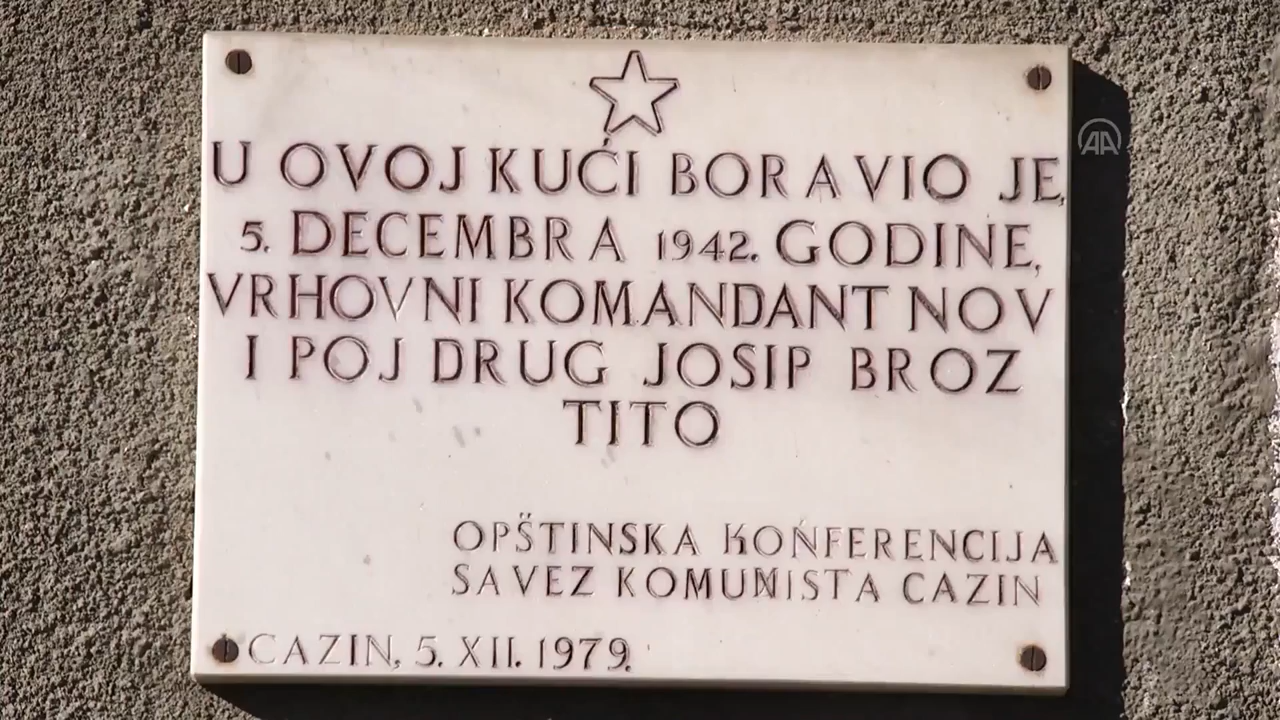 U OVOJ KUĆI BORAVIO JE,
5. DECEMBRA 1942. GODINE,
VRHOVNI KOMANDANT NOV
I POJ DRUG JOSIP BROZ
TITO
OPŠTINSKA KONFERENCIJA
SAVEZ KOMUNISTA CAZIN
CAZIN, 5. XII. 1979.
AA